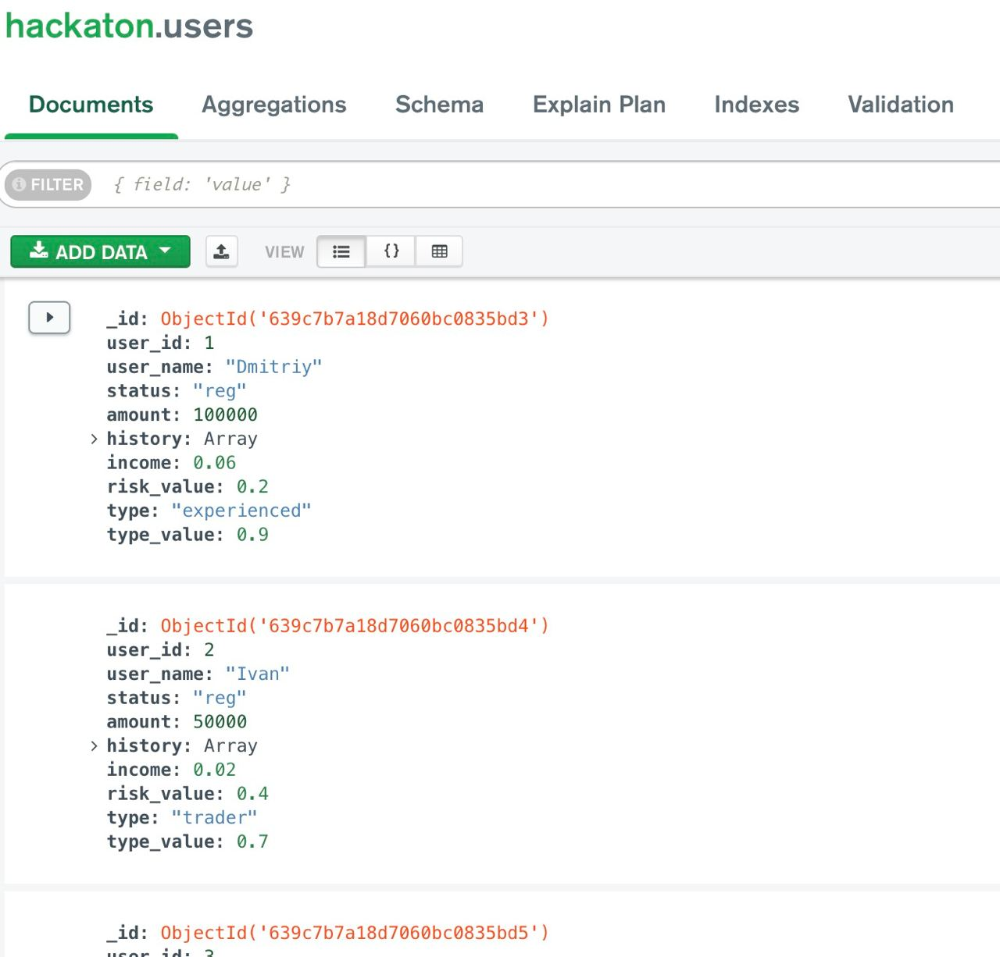 hackaton.users
Documents Aggregations Schema Explain Plan Indexes Validation
FILTER { field: 'value' }
ADD DATA VIEW {}
_id: ObjectId('639c7b7a18d7060bc0835bd3')
user_id: 1
user_name: "Dmitriy"
status: "reg"
amount: 100000
history: Array
income: 0.06
risk_value: 0.2
type: "experienced"
type_value: 0.9
_id: ObjectId('639c7b7a18d7060bc0835bd4')
user_id: 2
user_name: "Ivan"
status: "reg"
amount: 50000
history: Array
income: 0.02
risk_value: 0.4
type: "trader"
type_value: 0.7
_id: ObjectId('639c7b7a18d7060bc0835bd5')
user_id: 3